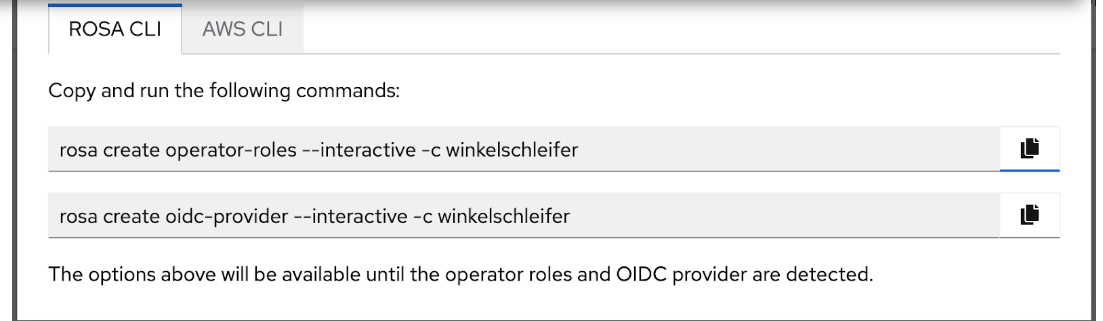 ROSA CLI
AWS CLI
Copy and run the following commands:
rosa create operator-roles --interactive -c winkelschleifer
rosa create oidc-provider --interactive -c winkelschleifer
The options above will be available until the operator roles and OIDC provider are detected.